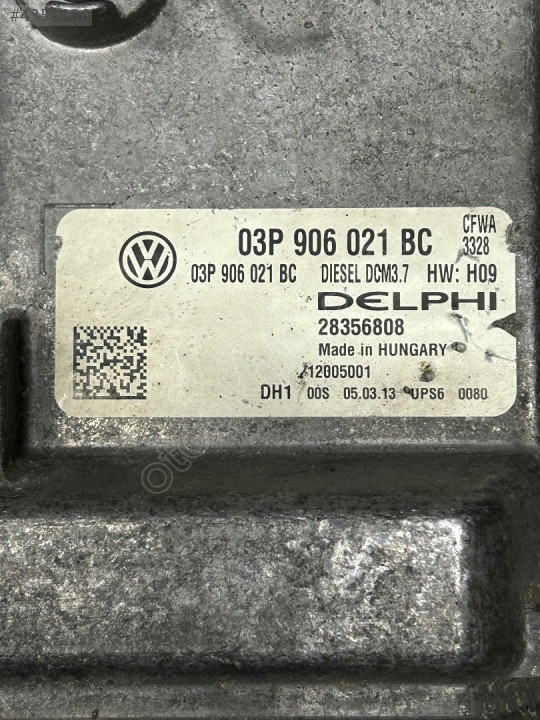 03P 906 021 BC
CFWA
3328
03P 906 021 BC DIESEL DCM3.7 HW: H09
DELPHI
28356808
Made in HUNGARY
12005001
DH1 00S 05.03.13 UPS6 0080